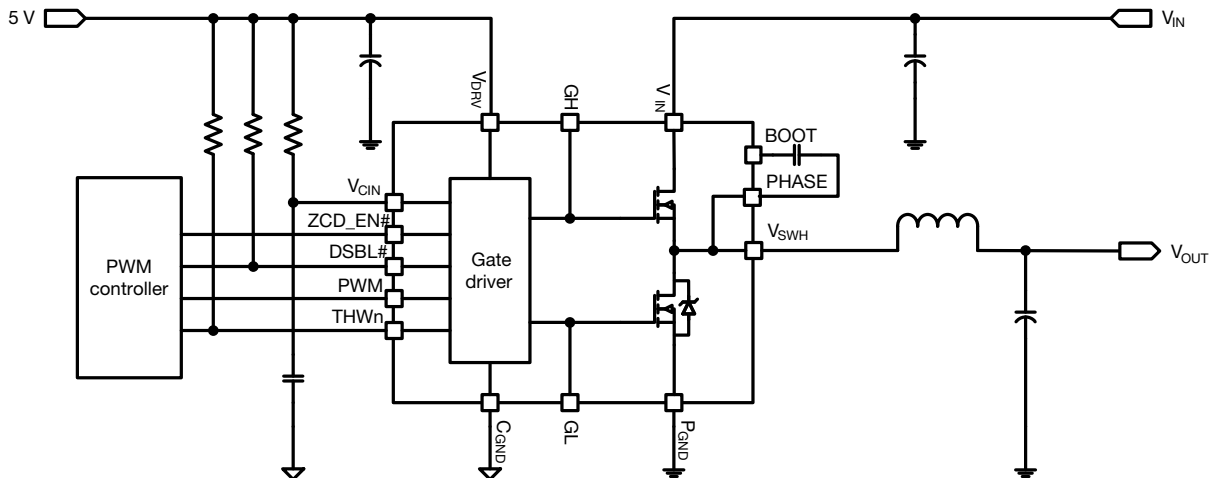 5 V
V_IN
V_DRV
GH
V_IN
BOOT
PHASE
V_CIN
ZCD_EN#
DSBL#
PWM
THWn
PWM
controller
Gate
driver
V_SWH
V_OUT
C_GND
GL
P_GND